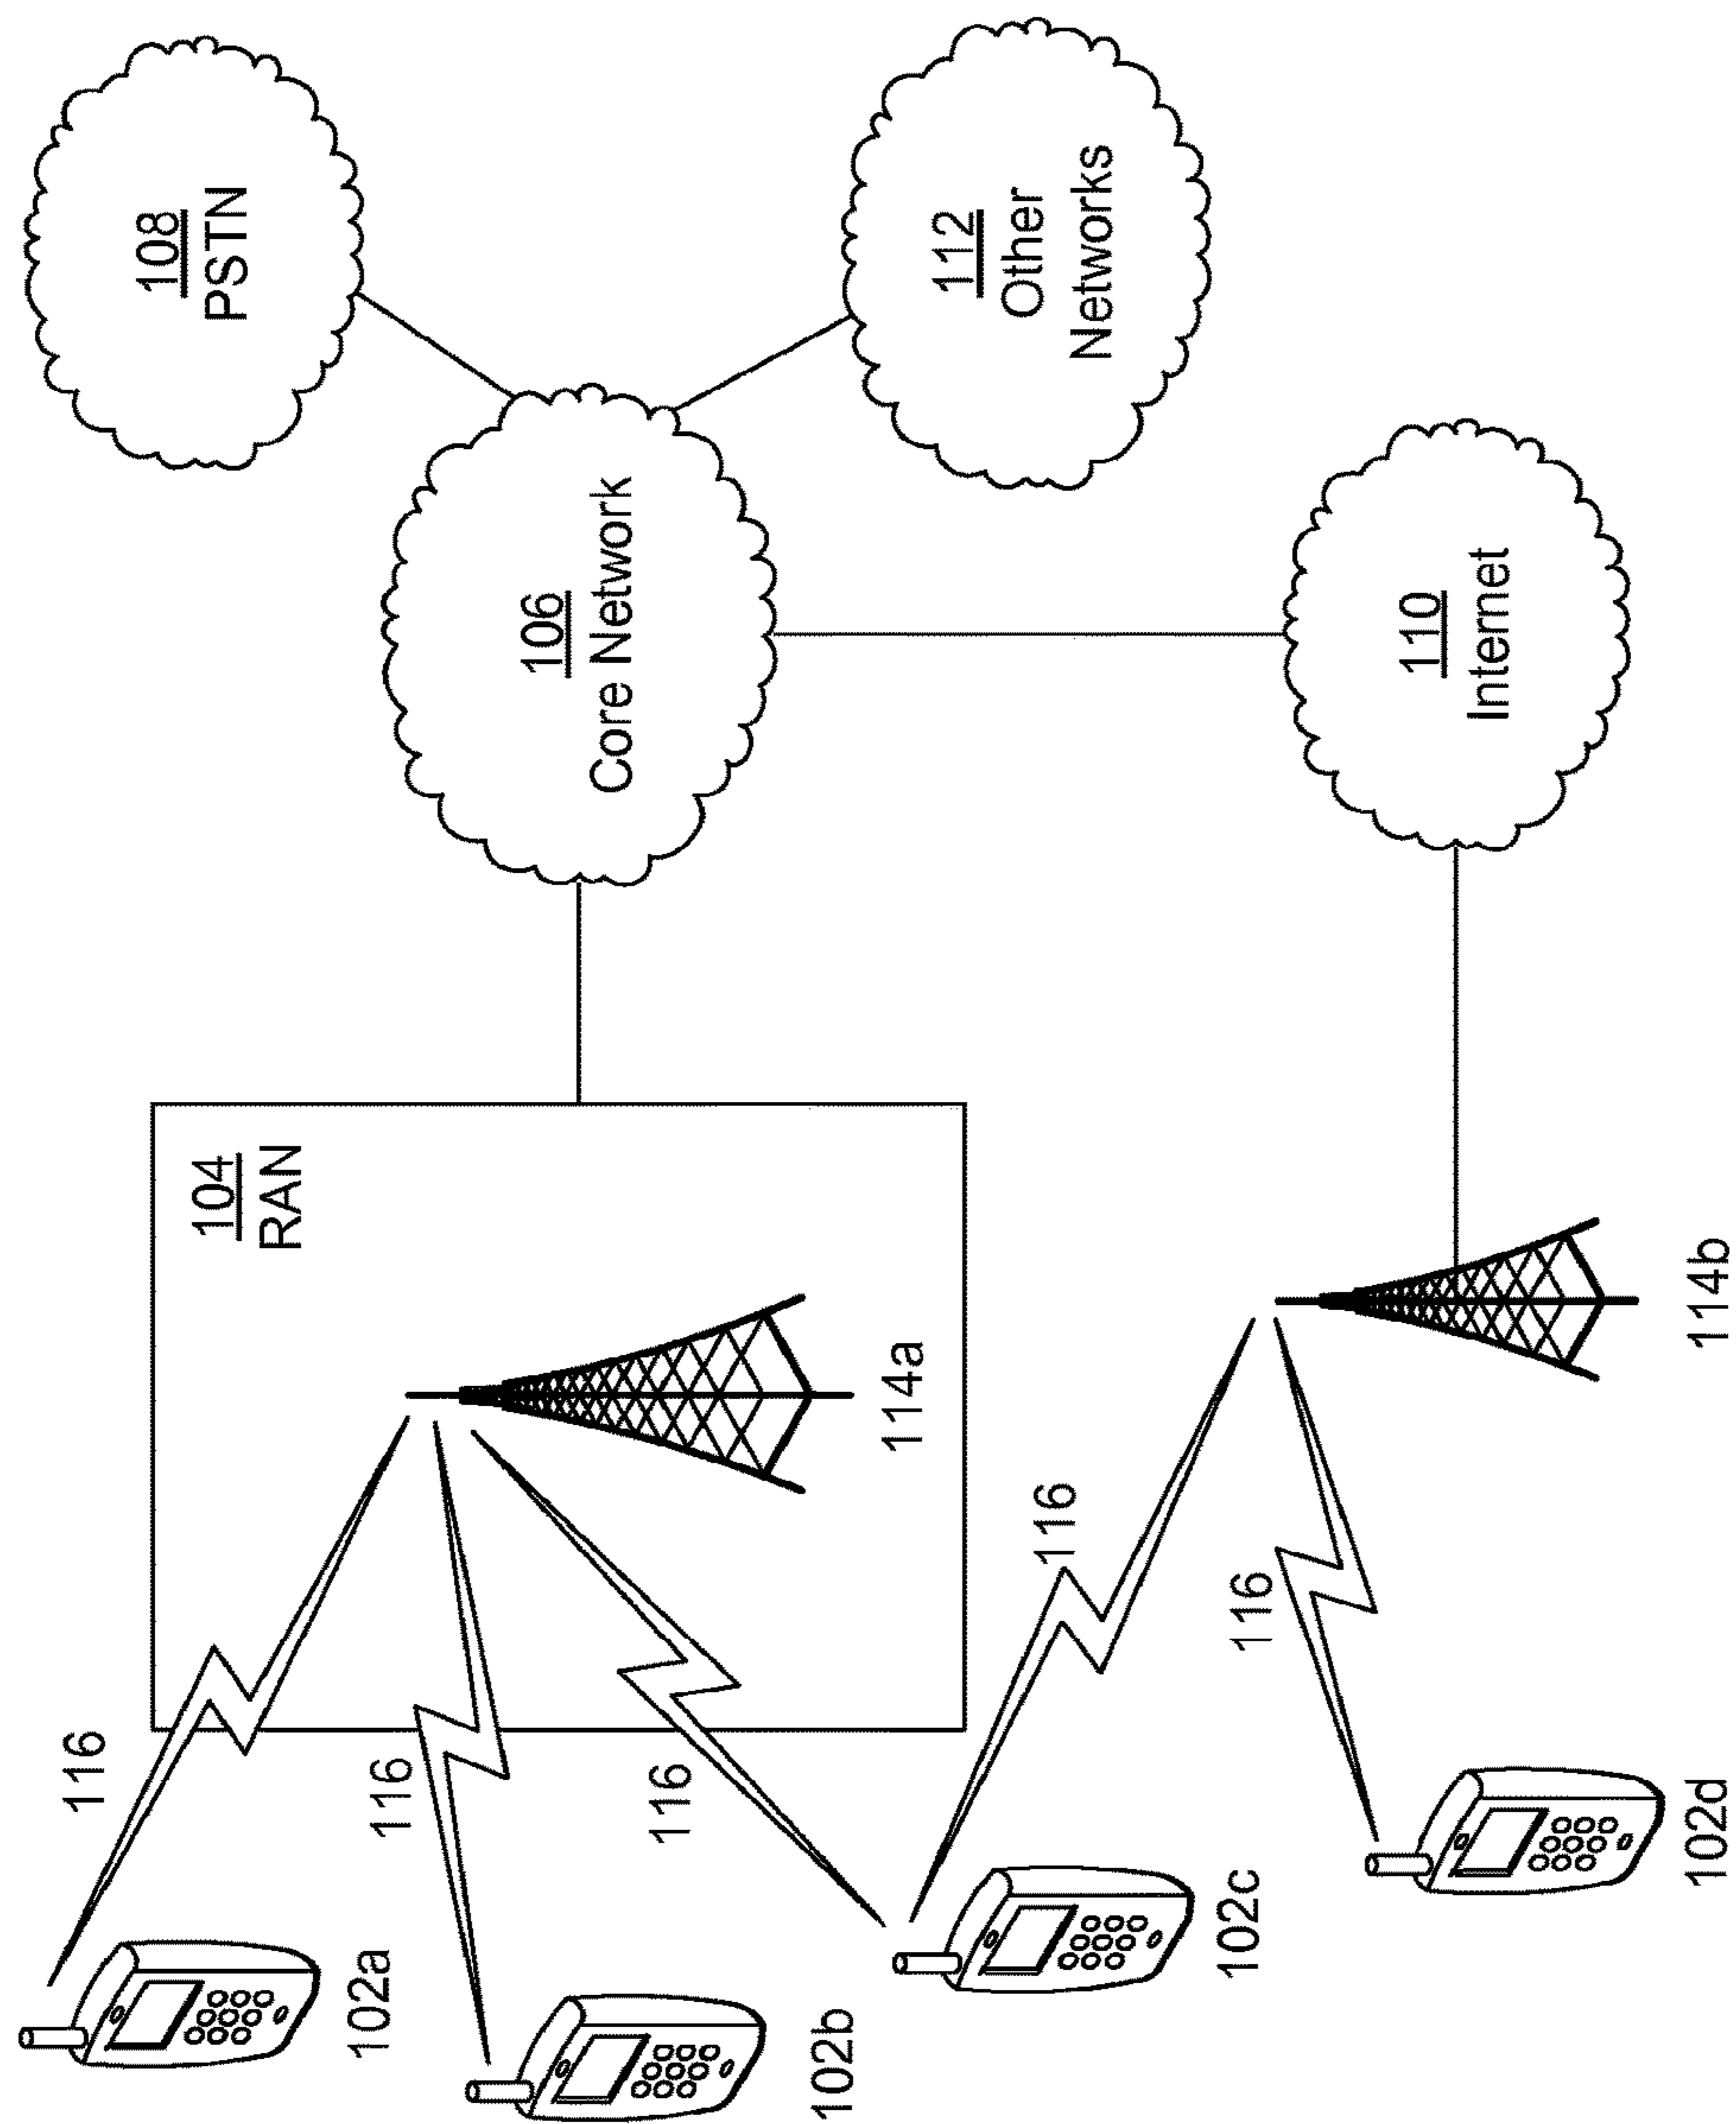 116
108
PSTN
104
RAN
102a
116
106
Core Network
116
102b
114a
112
Other
Networks
116
102c
116
110
Internet
102d
114b